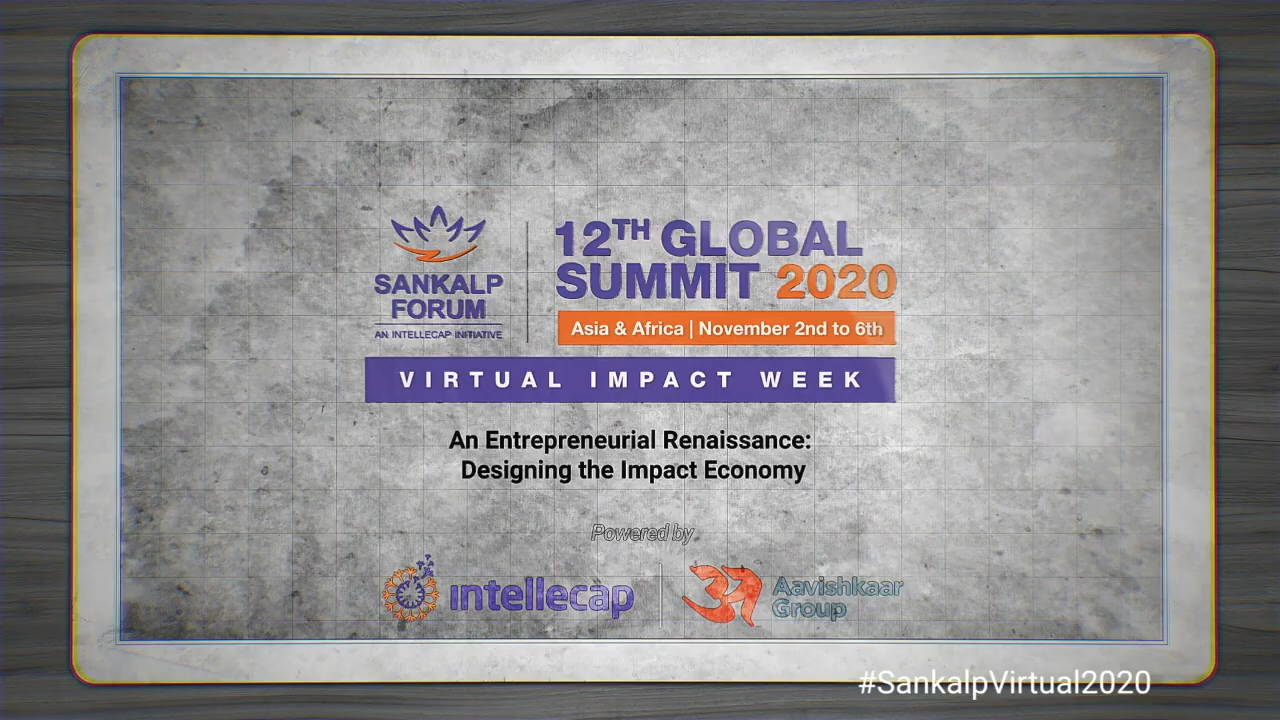 SANKALP
FORUM
AN INTELLECAP INITIATIVE
12TH GLOBAL
SUMMIT 2020
Asia & Africa | November 2nd to 6th
VIRTUAL IMPACT WEEK
An Entrepreneurial Renaissance:
Designing the Impact Economy
Powered by
intellecap
अ
Aavishkaar
Group
#SankalpVirtual2020